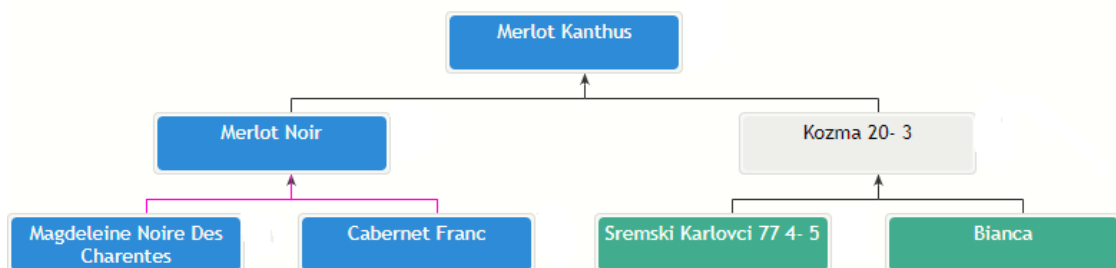 Merlot Kanthus
Merlot Noir
Kozma 20- 3
Magdeleine Noire Des
Charentes
Cabernet Franc
Sremski Karlovci 77 4- 5
Bianca